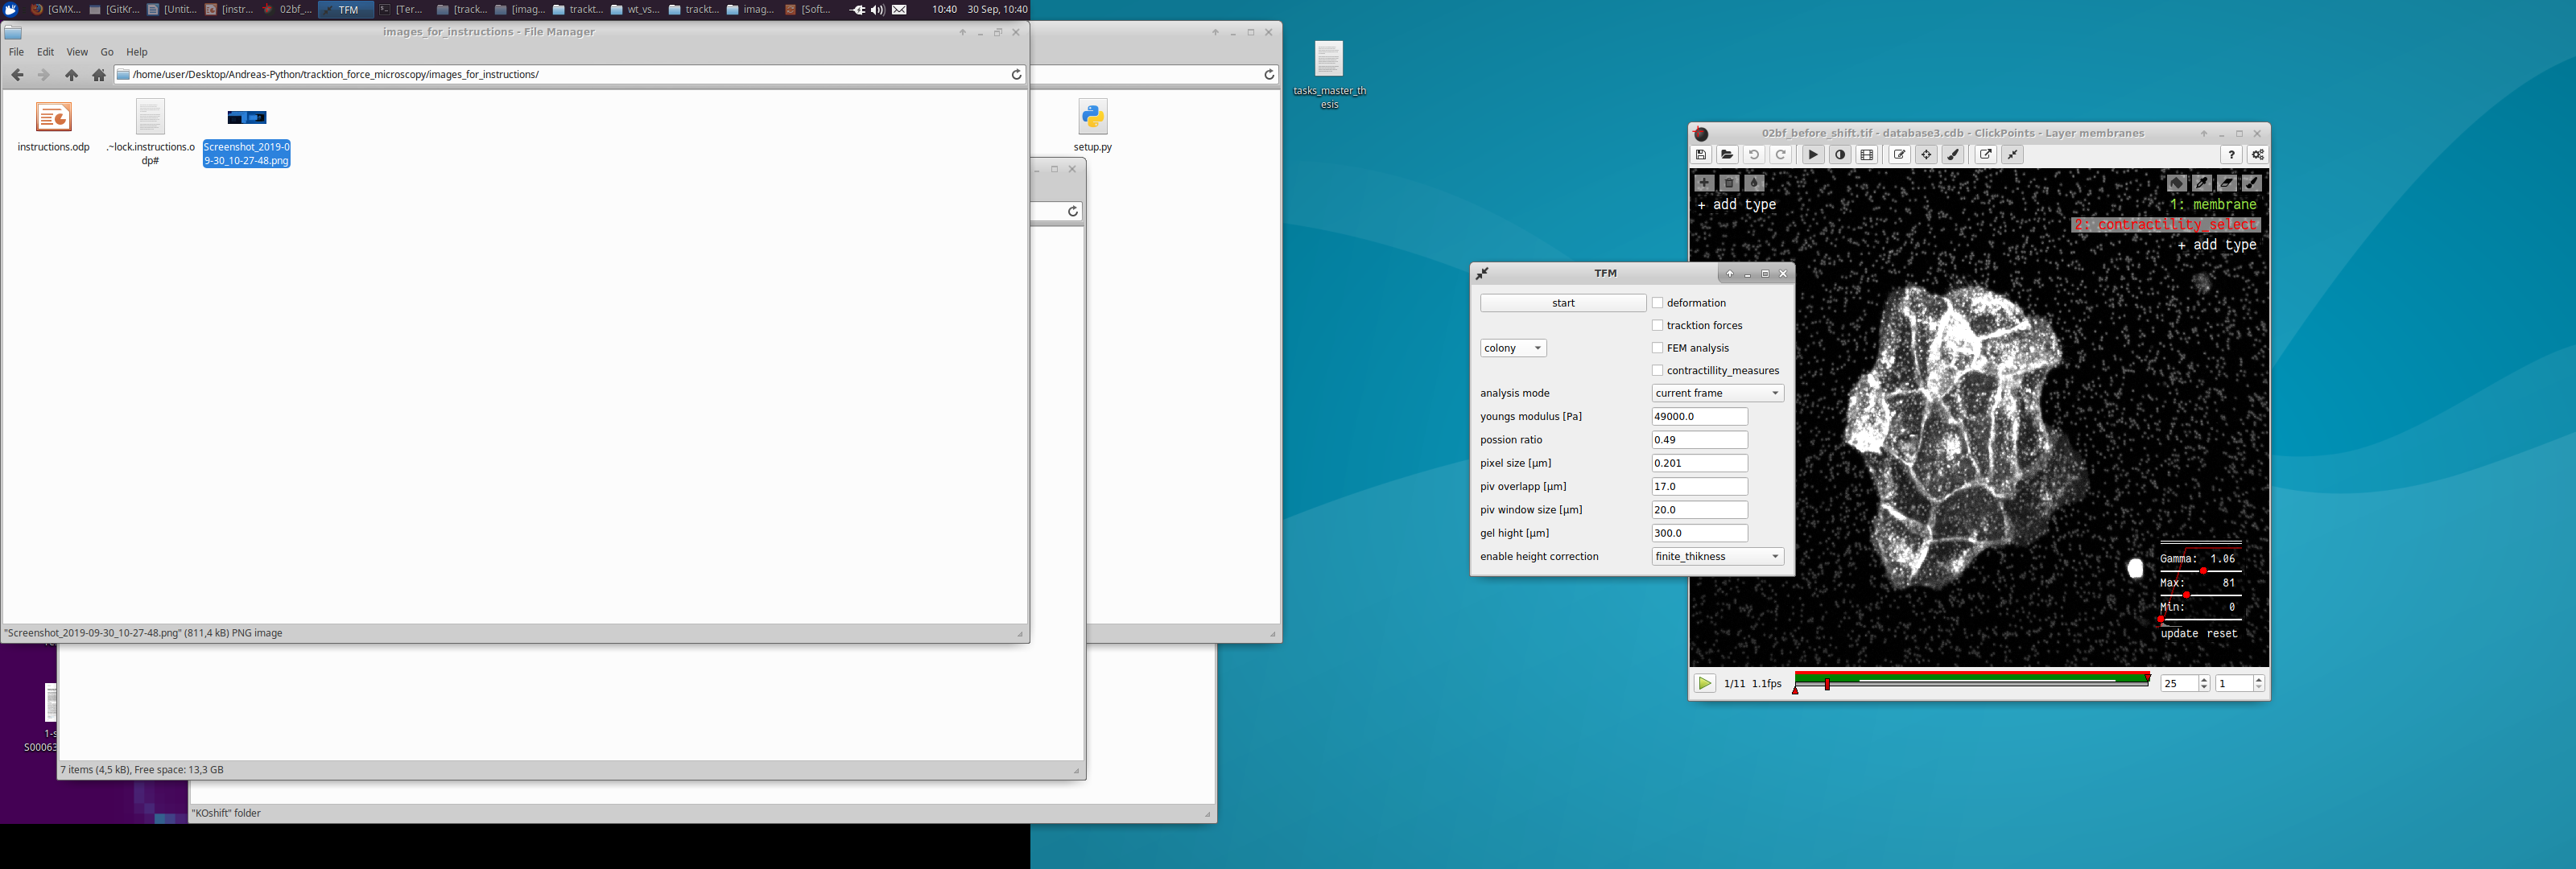 [GMX... [GitKr... [Untit... [instr... 02bf_... TFM [Ter... [track... [imag... trackt... wt_vs... trackt... imag... [Soft... 10:40 30 Sep, 10:40
images_for_instructions - File Manager
File Edit View Go Help
/home/user/Desktop/Andreas-Python/tracktion_force_microscopy/images_for_instructions/
instructions.odp
.~lock.instructions.o
dp#
Screenshot_2019-0
9-30_10-27-48.png
"Screenshot_2019-09-30_10-27-48.png" (811,4 kB) PNG image
setup.py
1-s
S00063
7 items (4,5 kB), Free space: 13,3 GB
"KOshift" folder
tasks_master_th
esis
TFM
start
deformation
tracktion forces
colony
FEM analysis
contractillity_measures
analysis mode current frame
youngs modulus [Pa] 49000.0
possion ratio 0.49
pixel size [µm] 0.201
piv overlapp [µm] 17.0
piv window size [µm] 20.0
gel hight [µm] 300.0
enable height correction finite_thikness
02bf_before_shift.tif - database3.cdb - ClickPoints - Layer membranes
?
+ add type
1: membrane
2: contractility_select
+ add type
Gamma: 1.06
Max: 81
Min: 0
update reset
1/11 1.1fps
25
1